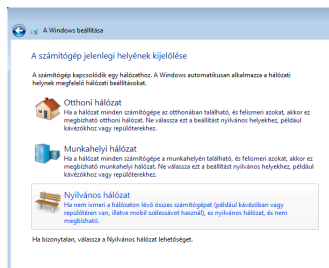 A Windows beállítása
A számítógép jelenlegi helyének kijelölése
A számítógép kapcsolódik egy hálózathoz. A Windows automatikusan alkalmazza a hálózati
helynek megfelelő hálózati beállításokat.
Otthoni hálózat
Ha a hálózat minden számítógépe az otthonában található, és felismeri azokat, akkor ez
megbízható otthoni hálózat. Ne válassza ezt a beállítást nyilvános helyekhez, például
kávézókhoz vagy repülőterekhez.
Munkahelyi hálózat
Ha a hálózat minden számítógépe a munkahelyén található, és felismeri azokat, akkor ez
megbízható munkahelyi hálózat. Ne válassza ezt a beállítást nyilvános helyekhez, például
kávézókhoz vagy repülőterekhez.
Nyilvános hálózat
Ha nem ismeri a hálózaton lévő összes számítógépet (például kávézóban vagy
repülőtéren van, illetve mobil szélessávot használ), ez nyilvános hálózat, és nem
megbízható.
Ha bizonytalan, válassza a Nyilvános hálózat lehetőséget.